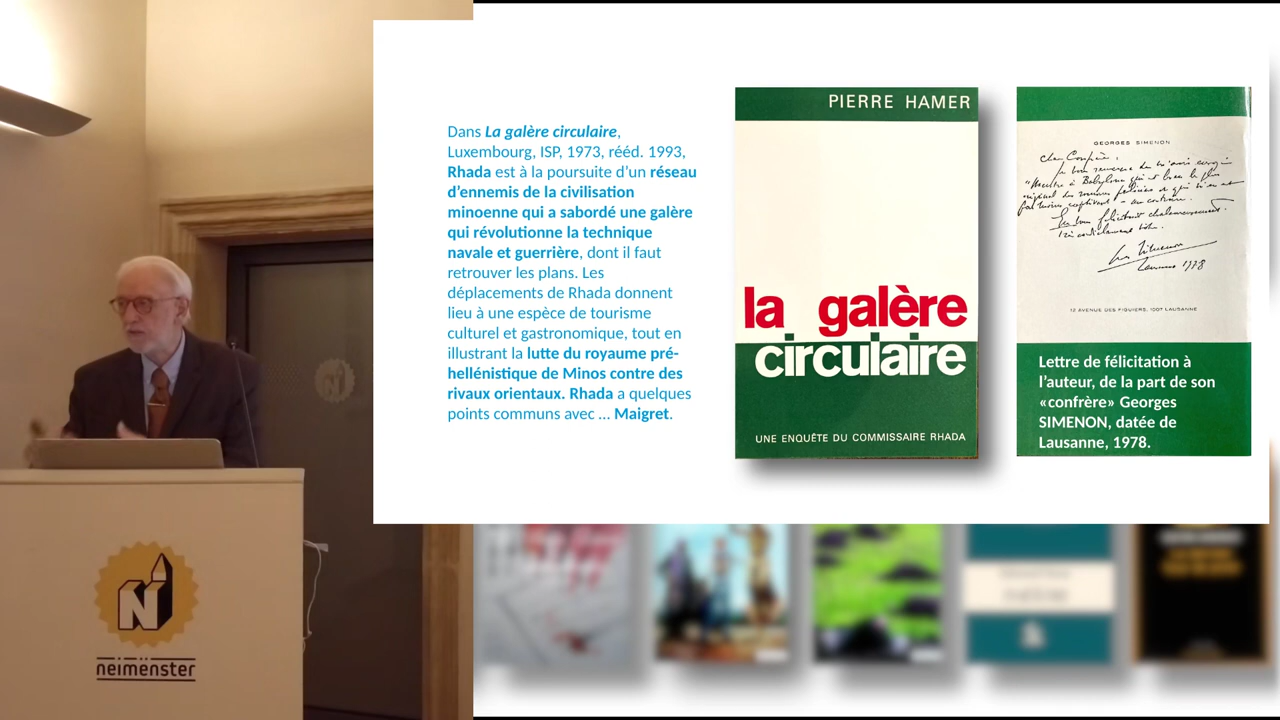 Dans La galère circulaire,
Luxembourg, ISP, 1973, rééd. 1993,
Rhada est à la poursuite d'un réseau
d'ennemis de la civilisation
minoenne qui a sabordé une galère
qui révolutionne la technique
navale et guerrière, dont il faut
retrouver les plans. Les
déplacements de Rhada donnent
lieu à une espèce de tourisme
culturel et gastronomique, tout en
illustrant la lutte du royaume pré-
hellénistique de Minos contre des
rivaux orientaux. Rhada a quelques
points communs avec ... Maigret.
PIERRE HAMER
la galère
circulaire
UNE ENQUÊTE DU COMMISSAIRE RHADA
GEORGES SIMENON
cher Confrère,
12 AVENUE DES FIGUIERS, 1007 LAUSANNE
Lettre de félicitation à
l'auteur, de la part de son
«confrère» Georges
SIMENON, datée de
Lausanne, 1978.
N
neimënster